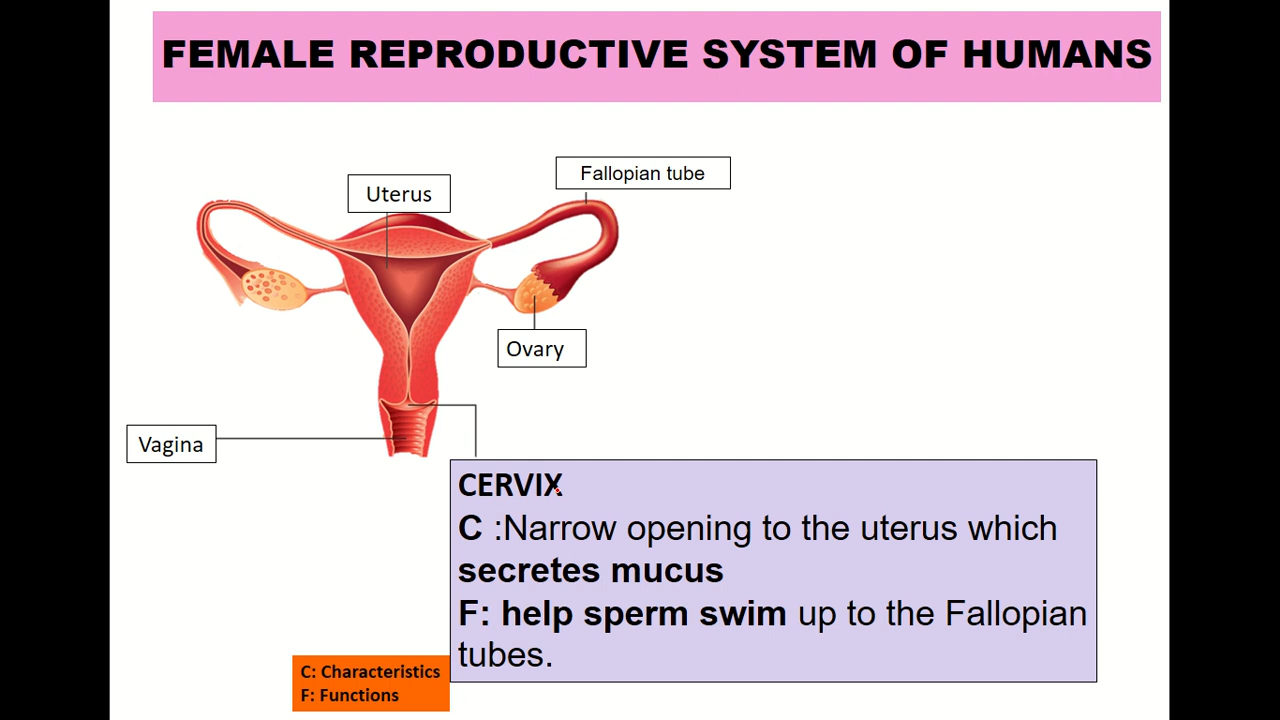 FEMALE REPRODUCTIVE SYSTEM OF HUMANS
Fallopian tube
Uterus
Ovary
Vagina
CERVIX
C :Narrow opening to the uterus which
secretes mucus
F: help sperm swim up to the Fallopian
tubes.
C: Characteristics
F: Functions